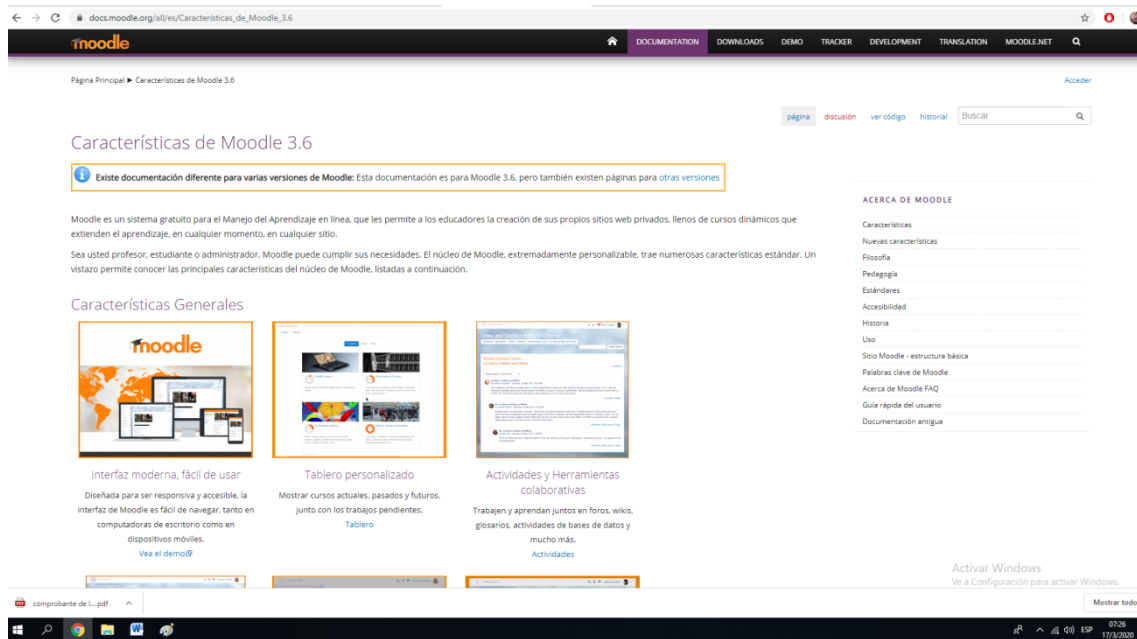 docs.moodle.org/all/es/Características_de_Moodle_3.6
moodle
DOCUMENTATION DOWNLOADS DEMO TRACKER DEVELOPMENT TRANSLATION MOODLE.NET
Página Principal ► Características de Moodle 3.6
Acceder
página discusión ver código historial Buscar
Características de Moodle 3.6
Existe documentación diferente para varias versiones de Moodle: Esta documentación es para Moodle 3.6, pero también existen páginas para otras versiones
Moodle es un sistema gratuito para el Manejo del Aprendizaje en línea, que les permite a los educadores la creación de sus propios sitios web privados, llenos de cursos dinámicos que
extienden el aprendizaje, en cualquier momento, en cualquier sitio.
Sea usted profesor, estudiante o administrador, Moodle puede cumplir sus necesidades. El núcleo de Moodle, extremadamente personalizable, trae numerosas características estándar. Un
vistazo permite conocer las principales características del núcleo de Moodle, listadas a continuación.
Características Generales
moodle
Interfaz moderna, fácil de usar
Diseñada para ser responsiva y accesible, la
interfaz de Moodle es fácil de navegar, tanto en
computadoras de escritorio como en
dispositivos móviles.
Vea el demo
Tablero personalizado
Mostrar cursos actuales, pasados y futuros,
junto con los trabajos pendientes.
Tablero
Actividades y Herramientas
colaborativas
Trabajen y aprendan juntos en foros, wikis,
glosarios, actividades de bases de datos y
mucho más.
Actividades
ACERCA DE MOODLE
Características
Nuevas características
Filosofía
Pedagogía
Estándares
Accesibilidad
Historia
Uso
Sitio Moodle - estructura básica
Palabras clave de Moodle
Acerca de Moodle FAQ
Guía rápida del usuario
Documentación antigua
Activar Windows
Ve a Configuración para activar Windows.
comprobante de l....pdf
Mostrar todo
ESP
07:26
17/3/2020